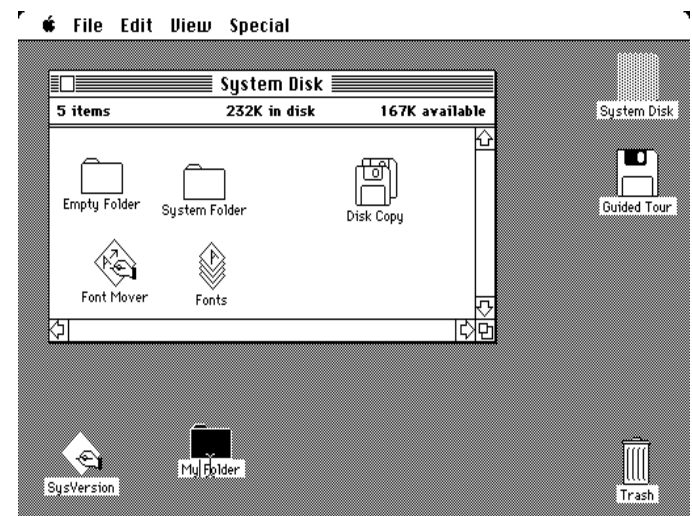 File Edit View Special
System Disk
5 items 232K in disk 167K available
Empty Folder System Folder Disk Copy
Font Mover Fonts
System Disk
Guided Tour
SysVersion
My Folder
Trash